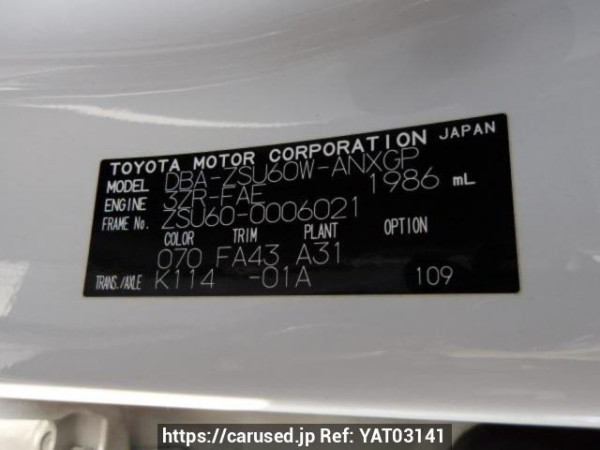 TOYOTA MOTOR CORPORATION JAPAN
MODEL DBA-ZSU60W-ANXGP
ENGINE 3ZR-FAE 1986 mL
FRAME No. ZSU60-0006021
COLOR TRIM PLANT OPTION
070 FA43 A31
TRANS./AXLE K114 -01A 109
https://carused.jp Ref: YAT03141